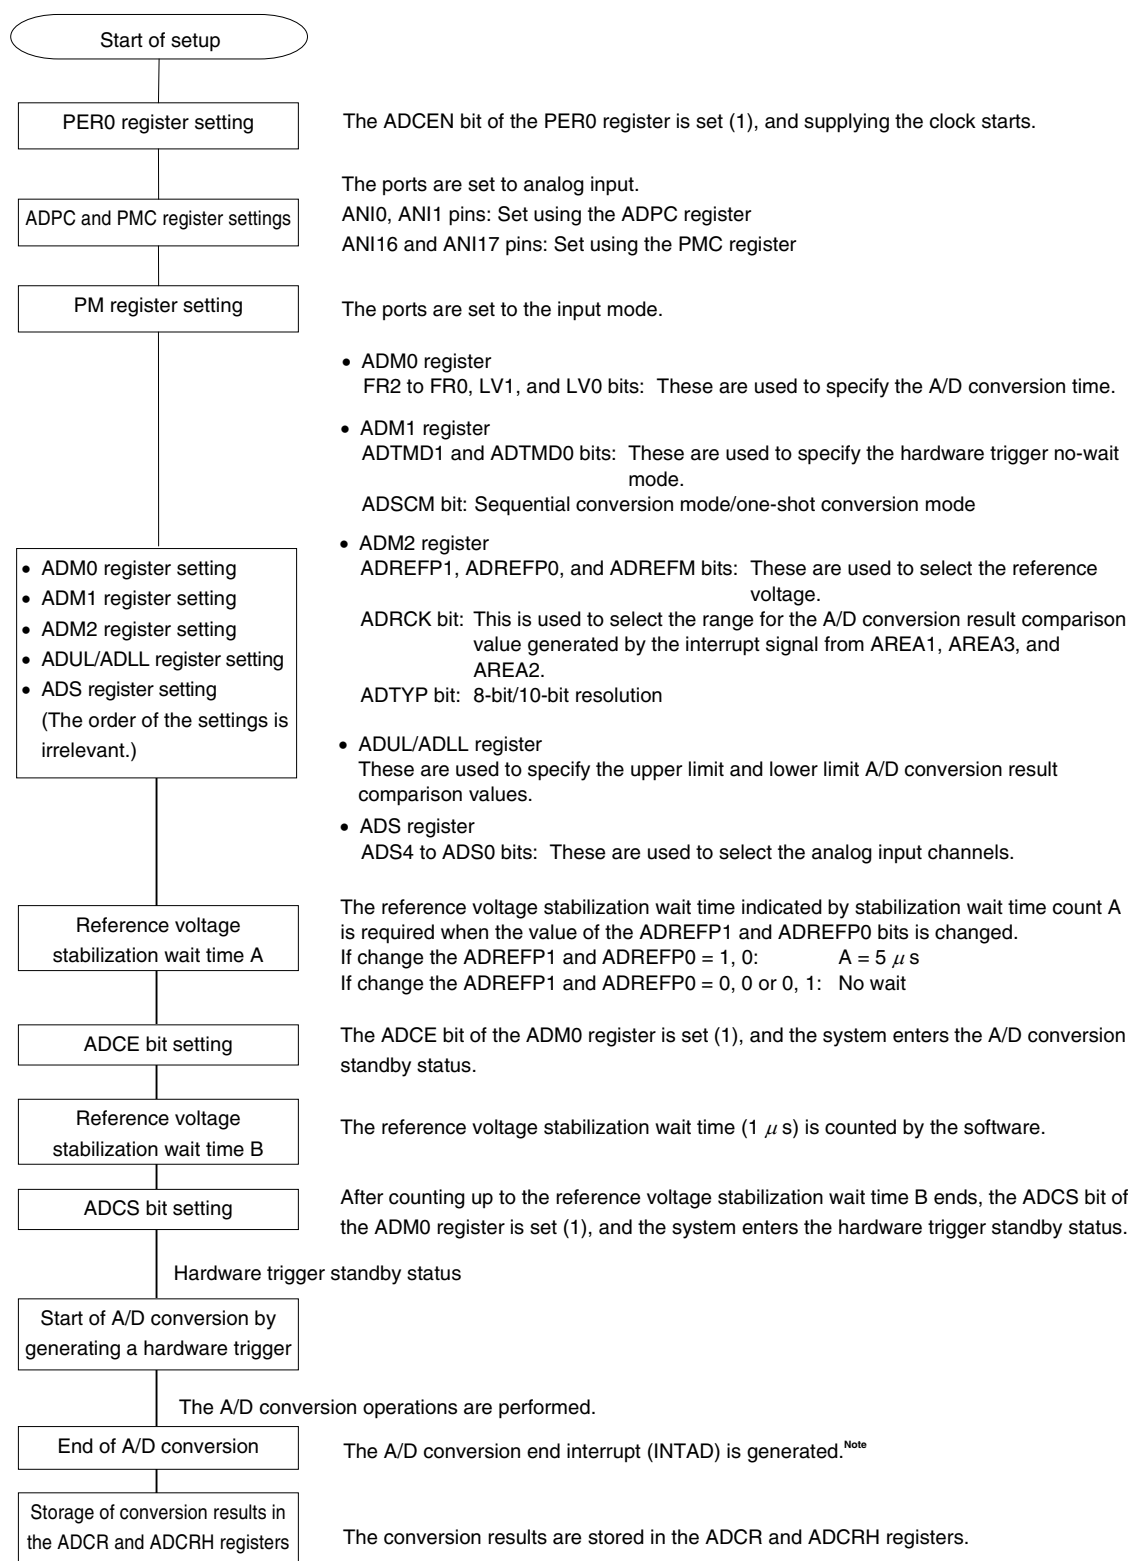 Start of setup
PER0 register setting
The ADCEN bit of the PER0 register is set (1), and supplying the clock starts.
ADPC and PMC register settings
The ports are set to analog input.
ANI0, ANI1 pins: Set using the ADPC register
ANI16 and ANI17 pins: Set using the PMC register
PM register setting
The ports are set to the input mode.
• ADM0 register setting
• ADM1 register setting
• ADM2 register setting
• ADUL/ADLL register setting
• ADS register setting
(The order of the settings is
irrelevant.)
• ADM0 register
FR2 to FR0, LV1, and LV0 bits: These are used to specify the A/D conversion time.
• ADM1 register
ADTMD1 and ADTMD0 bits: These are used to specify the hardware trigger no-wait
mode.
ADSCM bit: Sequential conversion mode/one-shot conversion mode
• ADM2 register
ADREFP1, ADREFP0, and ADREFM bits: These are used to select the reference
voltage.
ADRCK bit: This is used to select the range for the A/D conversion result comparison
value generated by the interrupt signal from AREA1, AREA3, and
AREA2.
ADTYP bit: 8-bit/10-bit resolution
• ADUL/ADLL register
These are used to specify the upper limit and lower limit A/D conversion result
comparison values.
• ADS register
ADS4 to ADS0 bits: These are used to select the analog input channels.
Reference voltage
stabilization wait time A
The reference voltage stabilization wait time indicated by stabilization wait time count A
is required when the value of the ADREFP1 and ADREFP0 bits is changed.
If change the ADREFP1 and ADREFP0 = 1, 0: A = 5 μ s
If change the ADREFP1 and ADREFP0 = 0, 0 or 0, 1: No wait
ADCE bit setting
The ADCE bit of the ADM0 register is set (1), and the system enters the A/D conversion
standby status.
Reference voltage
stabilization wait time B
The reference voltage stabilization wait time (1 μ s) is counted by the software.
ADCS bit setting
After counting up to the reference voltage stabilization wait time B ends, the ADCS bit of
the ADM0 register is set (1), and the system enters the hardware trigger standby status.
Hardware trigger standby status
Start of A/D conversion by
generating a hardware trigger
The A/D conversion operations are performed.
End of A/D conversion
The A/D conversion end interrupt (INTAD) is generated.Note
Storage of conversion results in
the ADCR and ADCRH registers
The conversion results are stored in the ADCR and ADCRH registers.